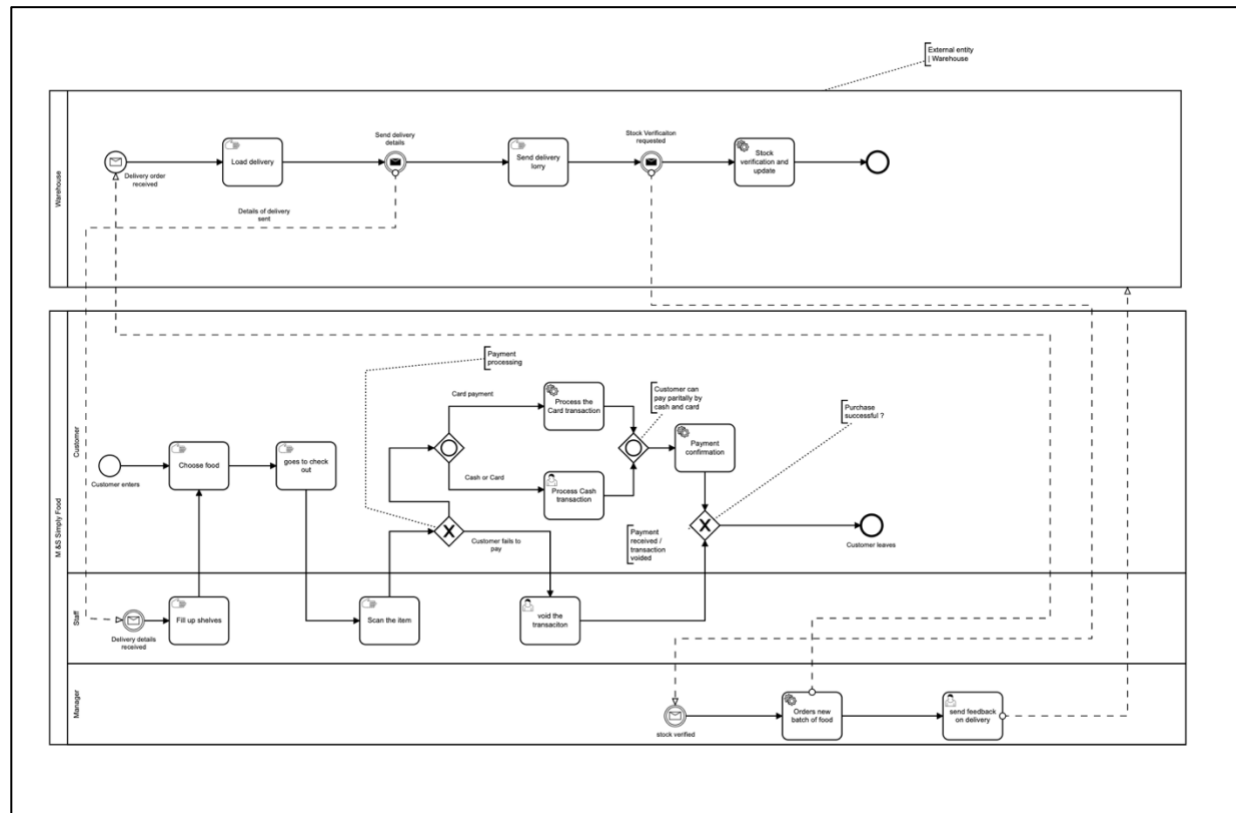 External entity
| Warehouse
Warehouse
Delivery order
received
Load delivery
Send delivery
details
Send delivery
lorry
Stock Verificaiton
requested
Stock
verification and
update
Details of delivery
sent
M &S Simply Food
Customer
Customer enters
Choose food
goes to check
out
Payment
processing
Card payment
Cash or Card
Process the
Card transaction
Process Cash
transaction
Customer can
pay paritally by
cash and card
Payment
confirmation
Purchase
successful ?
Customer fails to
pay
Payment
received /
transaction
voided
Customer leaves
Staff
Delivery details
received
Fill up shelves
Scan the item
void the
transaciton
Manager
stock verified
Orders new
batch of food
send feedback
on delivery